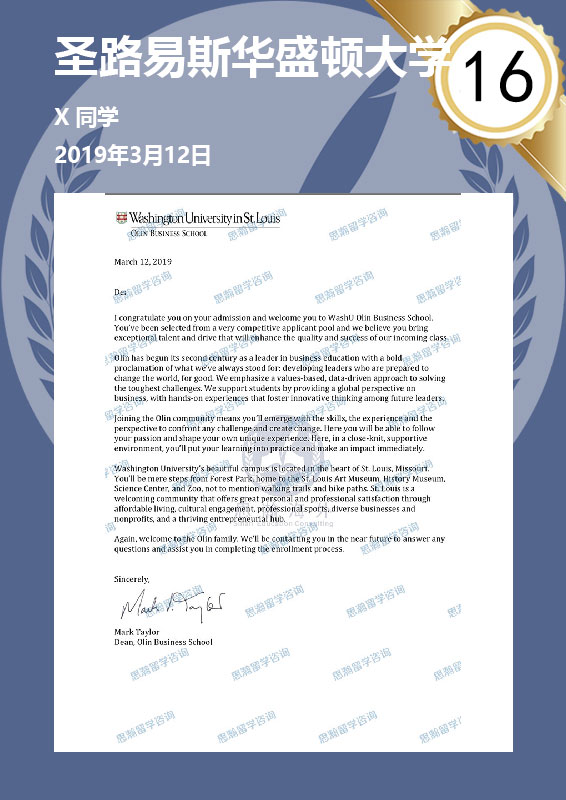 圣路易斯华盛顿大学
16
X 同学
2019年3月12日
Washington University in St. Louis
OLIN BUSINESS SCHOOL
March 12, 2019
De
I congratulate you on your admission and welcome you to WashU Olin Business School.
You've been selected from a very competitive applicant pool and we believe you bring
exceptional talent and drive that will enhance the quality and success of our incoming class.
Olin has begun its second century as a leader in business education with a bold
proclamation of what we've always stood for: developing leaders who are prepared to
change the world, for good. We emphasize a values-based, data-driven approach to solving
the toughest challenges. We support students by providing a global perspective on
business, with hands-on experiences that foster innovative thinking among future leaders.
Joining the Olin community means you'll emerge with the skills, the experience and the
perspective to confront any challenge and create change. Here you will be able to follow
your passion and shape your own unique experience. Here, in a close-knit, supportive
environment, you'll put your learning into practice and make an impact immediately.
Washington University's beautiful campus is located in the heart of St. Louis, Missouri.
You'll be mere steps from Forest Park, home to the St. Louis Art Museum, History Museum,
Science Center, and Zoo, not to mention walking trails and bike paths. St. Louis is a
welcoming community that offers great personal and professional satisfaction through
affordable living, cultural engagement, professional sports, diverse businesses and
nonprofits, and a thriving entrepreneurial hub.
Again, welcome to the Olin family. We'll be contacting you in the near future to answer any
questions and assist you in completing the enrollment process.
Sincerely,
Mark P. Taylor
Mark Taylor
Dean, Olin Business School
思瀚留学咨询